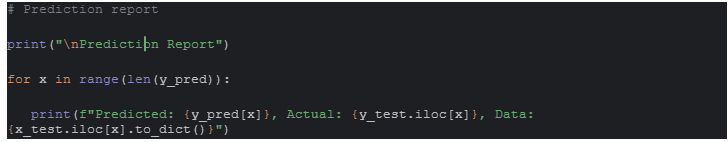 # Prediction report
print("\nPrediction Report")
for x in range(len(y_pred)):
print(f"Predicted: {y_pred[x]}, Actual: {y_test.iloc[x]}, Data:
{x_test.iloc[x].to_dict()}")